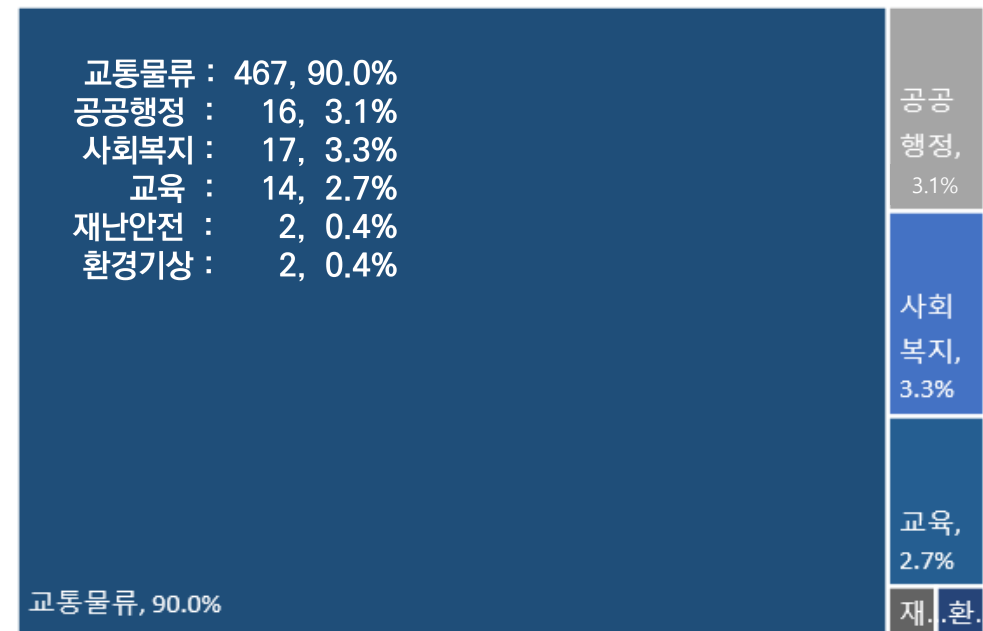 교통물류 : 467, 90.0%
공공행정 : 16, 3.1%
사회복지 : 17, 3.3%
교육 : 14, 2.7%
재난안전 : 2, 0.4%
환경기상 : 2, 0.4%
교통물류, 90.0%
공공
행정,
3.1%
사회
복지,
3.3%
교육,
2.7%
재...
환...